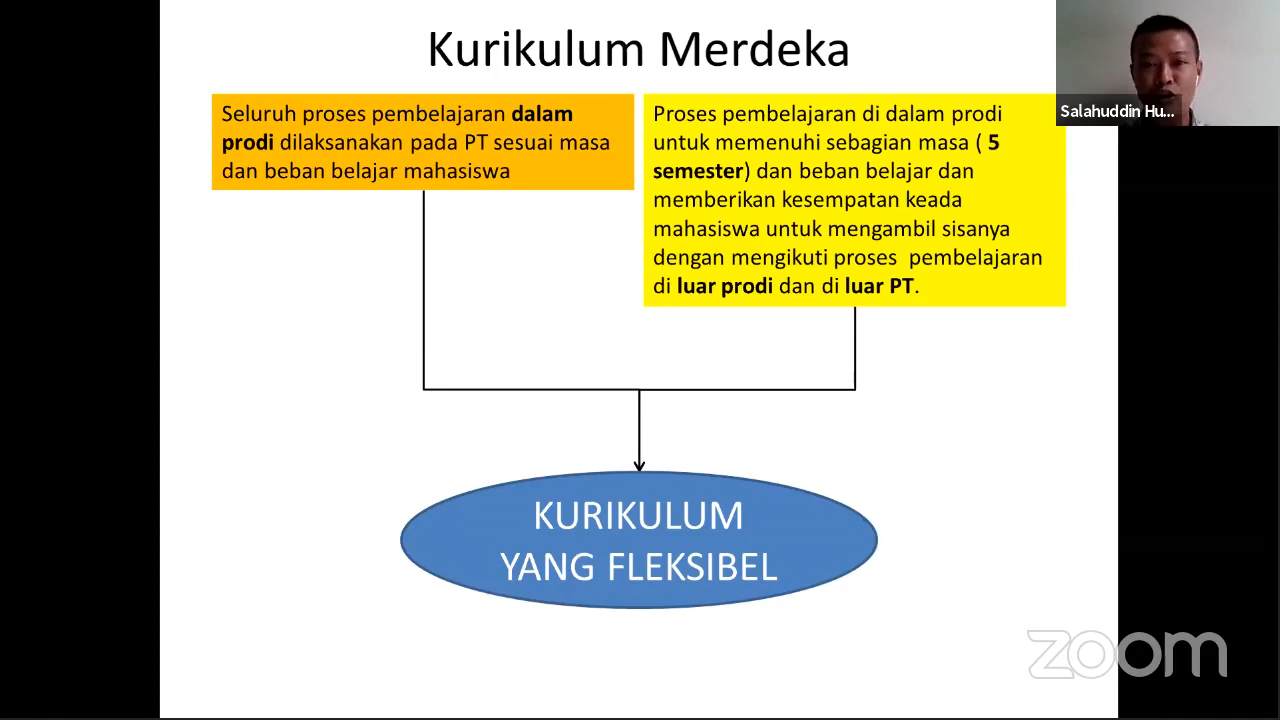 Kurikulum Merdeka
Seluruh proses pembelajaran dalam
prodi dilaksanakan pada PT sesuai masa
dan beban belajar mahasiswa
Proses pembelajaran di dalam prodi
untuk memenuhi sebagian masa ( 5
semester) dan beban belajar dan
memberikan kesempatan keada
mahasiswa untuk mengambil sisanya
dengan mengikuti proses pembelajaran
di luar prodi dan di luar PT.
KURIKULUM
YANG FLEKSIBEL
Salahuddin Hu...
zoom